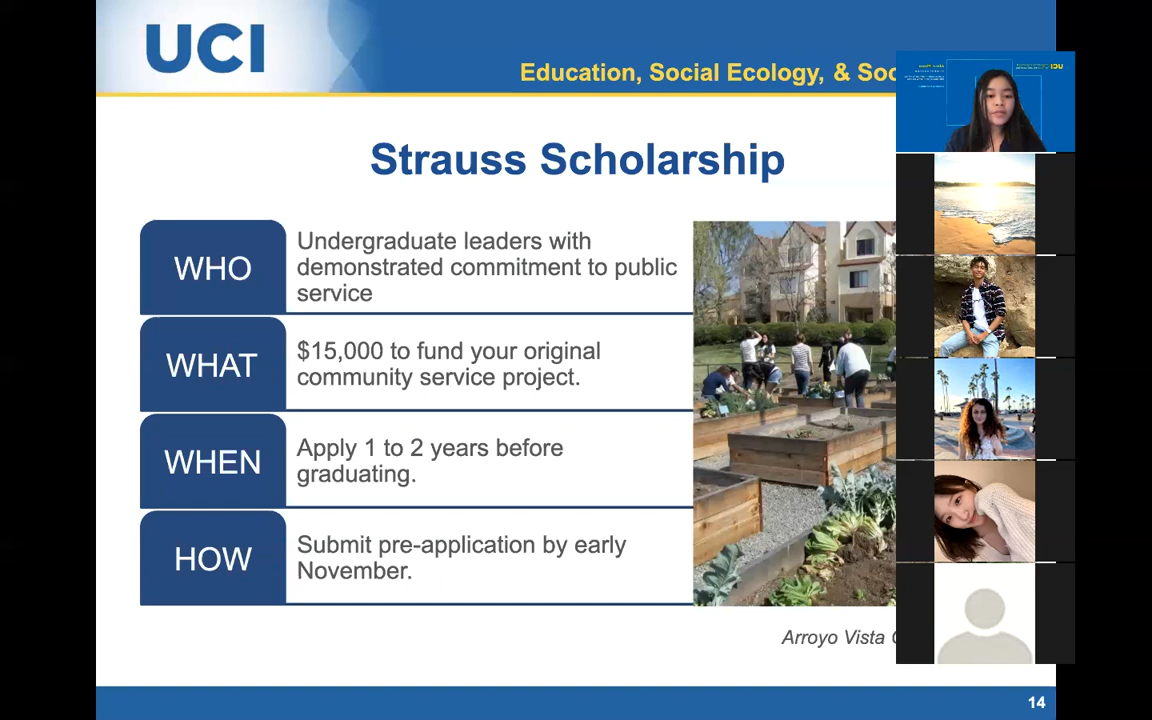 UCI
Education, Social Ecology, & Soc
Strauss Scholarship
WHO
Undergraduate leaders with
demonstrated commitment to public
service
WHAT
$15,000 to fund your original
community service project.
WHEN
Apply 1 to 2 years before
graduating.
HOW
Submit pre-application by early
November.
Arroyo Vista
14